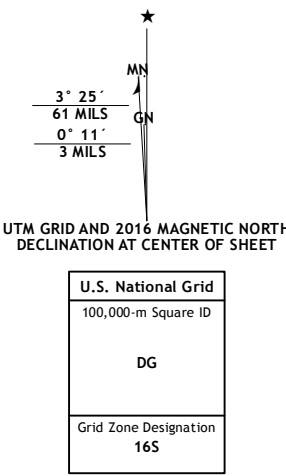 MN
3° 25´
61 MILS
GN
0° 11´
3 MILS
UTM GRID AND 2016 MAGNETIC NORTH
DECLINATION AT CENTER OF SHEET
U.S. National Grid
100,000-m Square ID
DG
Grid Zone Designation
16S